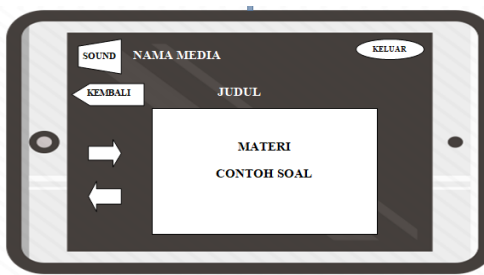 SOUND NAMA MEDIA KELUAR
KEMBALI JUDUL
MATERI
CONTOH SOAL